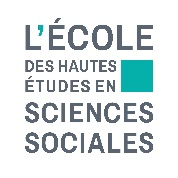 L'ÉCOLE
DES HAUTES
ÉTUDES EN
SCIENCES
SOCIALES